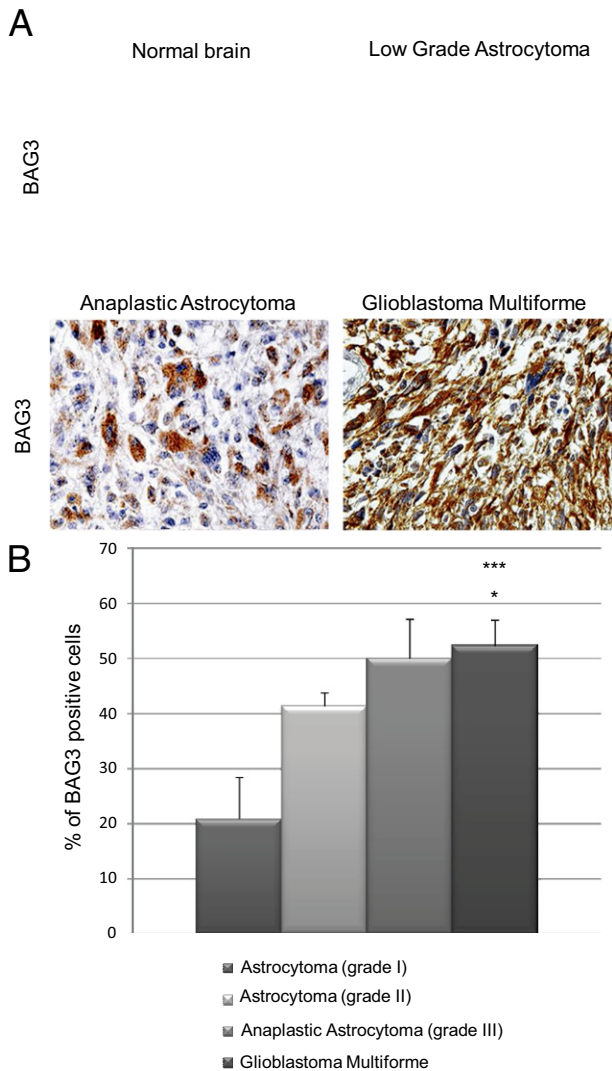 A
Normal brain Low Grade Astrocytoma
BAG3
Anaplastic Astrocytoma Glioblastoma Multiforme
BAG3
B
% of BAG3 positive cells
70
60
50
40
30
20
10
0
***
*
Astrocytoma (grade I)
Astrocytoma (grade II)
Anaplastic Astrocytoma (grade III)
Glioblastoma Multiforme